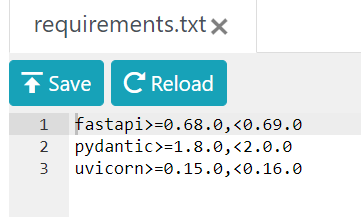 requirements.txt
Save Reload
1 fastapi>=0.68.0,<0.69.0
2 pydantic>=1.8.0,<2.0.0
3 uvicorn>=0.15.0,<0.16.0